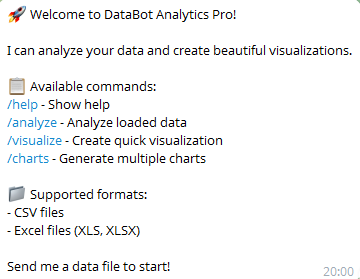 🚀 Welcome to DataBot Analytics Pro!
I can analyze your data and create beautiful visualizations.
📋 Available commands:
/help - Show help
/analyze - Analyze loaded data
/visualize - Create quick visualization
/charts - Generate multiple charts
📁 Supported formats:
- CSV files
- Excel files (XLS, XLSX)
Send me a data file to start!
20:00